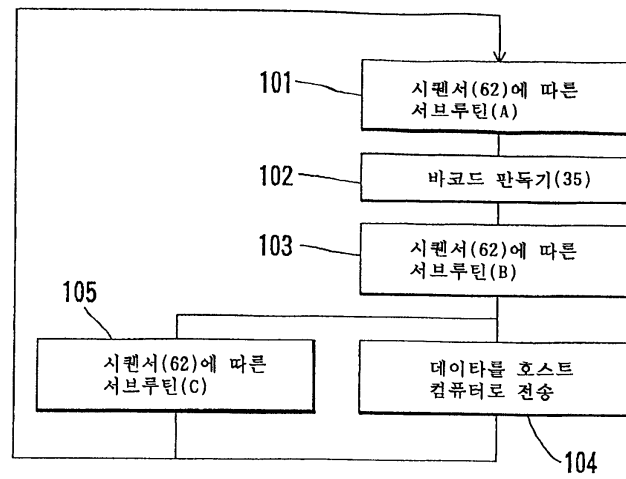 101
시퀀서(62)에 따른
서브루틴(A)
102
바코드 판독기(35)
103
시퀀서(62)에 따른
서브루틴(B)
105
시퀀서(62)에 따른
서브루틴(C)
데이타를 호스트
컴퓨터로 전송
104